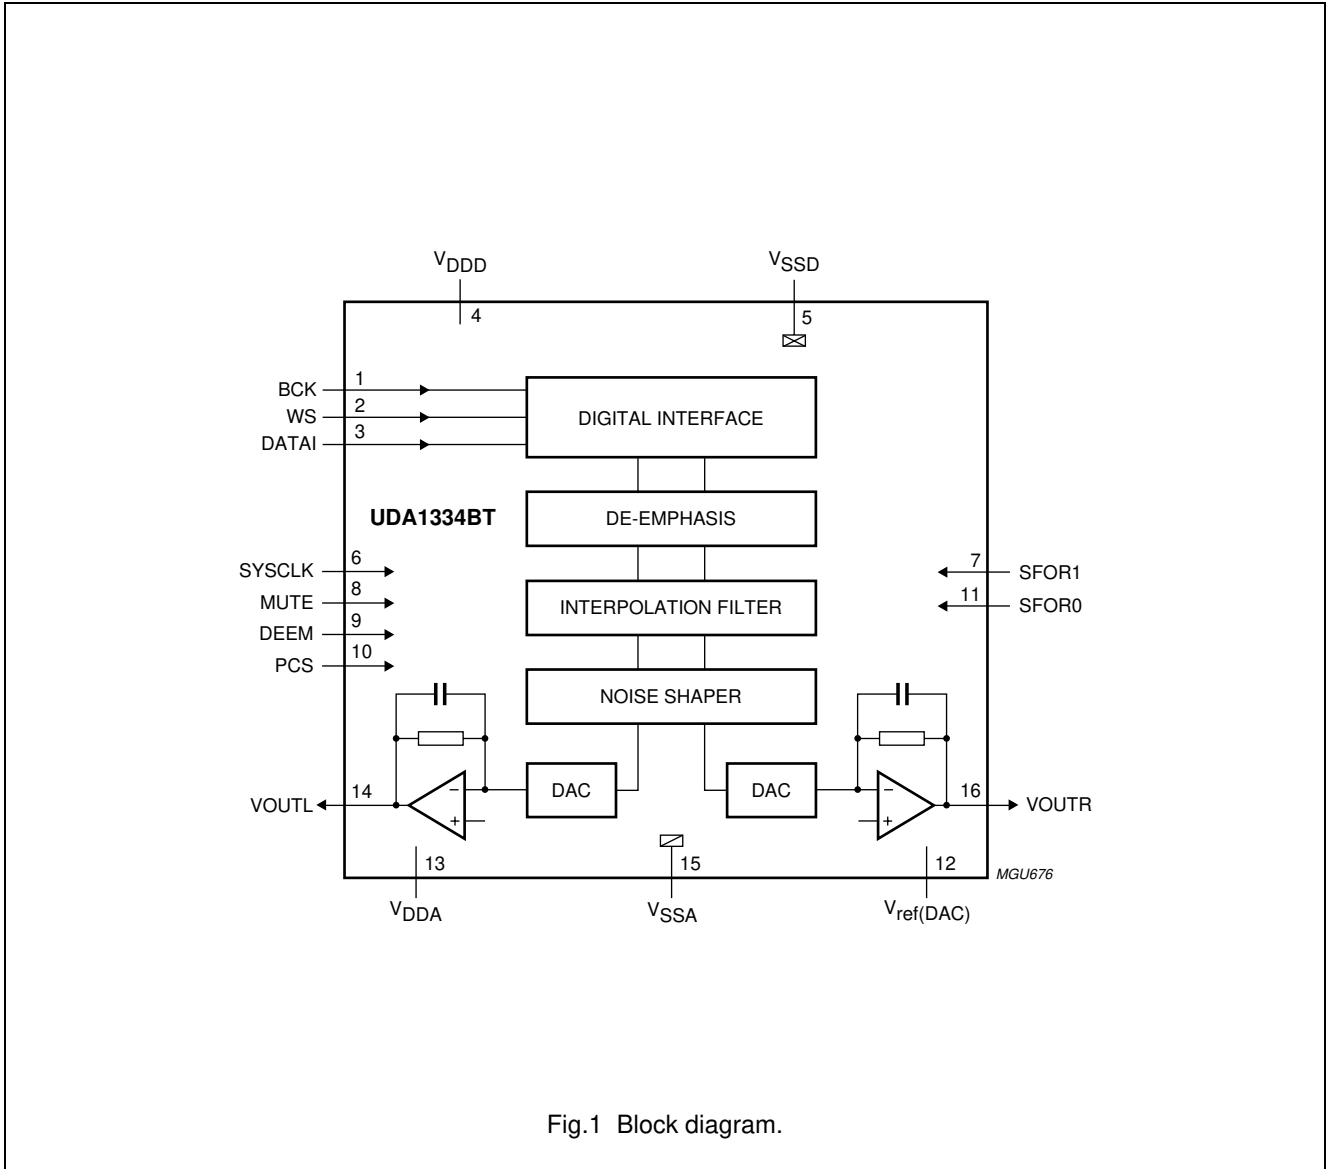 VDDD
VSSD
4
5
BCK
1
WS
2
DATAI
3
DIGITAL INTERFACE
UDA1334BT
DE-EMPHASIS
SYSCLK
6
MUTE
8
DEEM
9
PCS
10
7
SFOR1
11
SFOR0
INTERPOLATION FILTER
NOISE SHAPER
VOUTL
14
−
+
DAC
DAC
−
+
16
VOUTR
13
15
12
MGU676
VDDA
VSSA
Vref(DAC)
Fig.1 Block diagram.